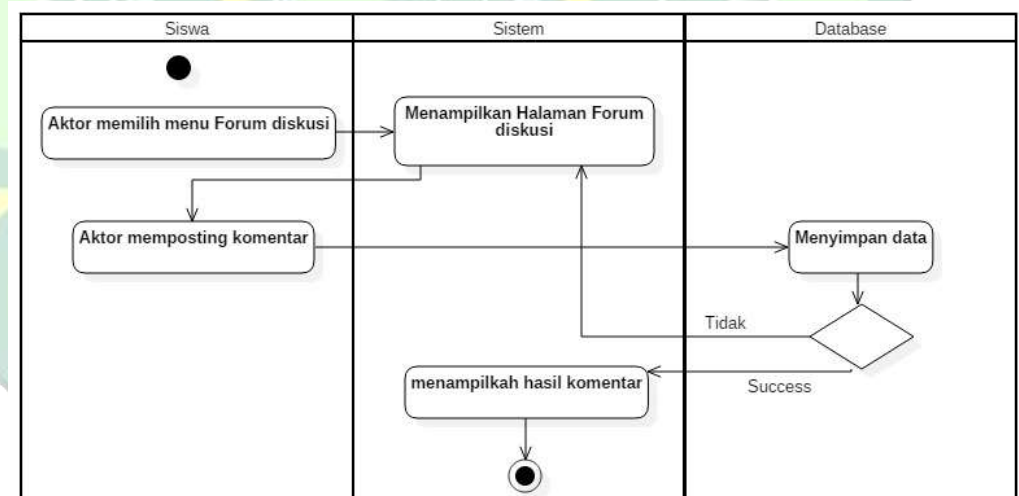 Siswa
Sistem
Database
Aktor memilih menu Forum diskusi
Menampilkan Halaman Forum
diskusi
Aktor memposting komentar
Menyimpan data
Tidak
menampilkah hasil komentar
Success